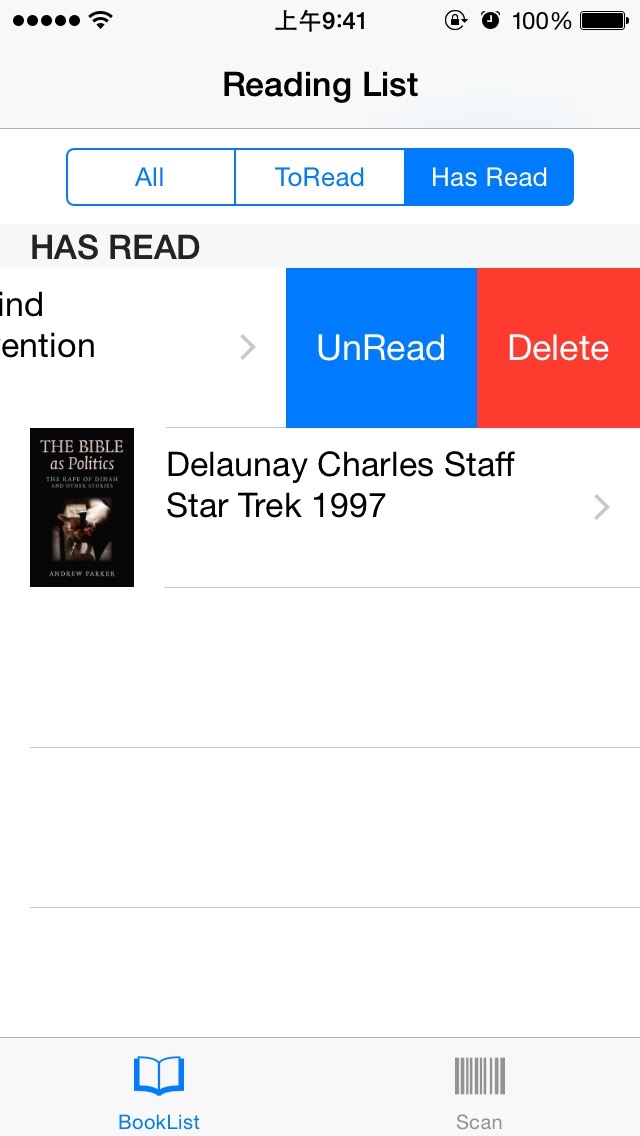 上午9:41
100%
Reading List
All
ToRead
Has Read
HAS READ
ind
ention
UnRead
Delete
THE BIBLE
as Politics
THE RAPE OF DINAH
AND OTHER STORIES
ANDREW PARKER
Delaunay Charles Staff
Star Trek 1997
BookList
Scan